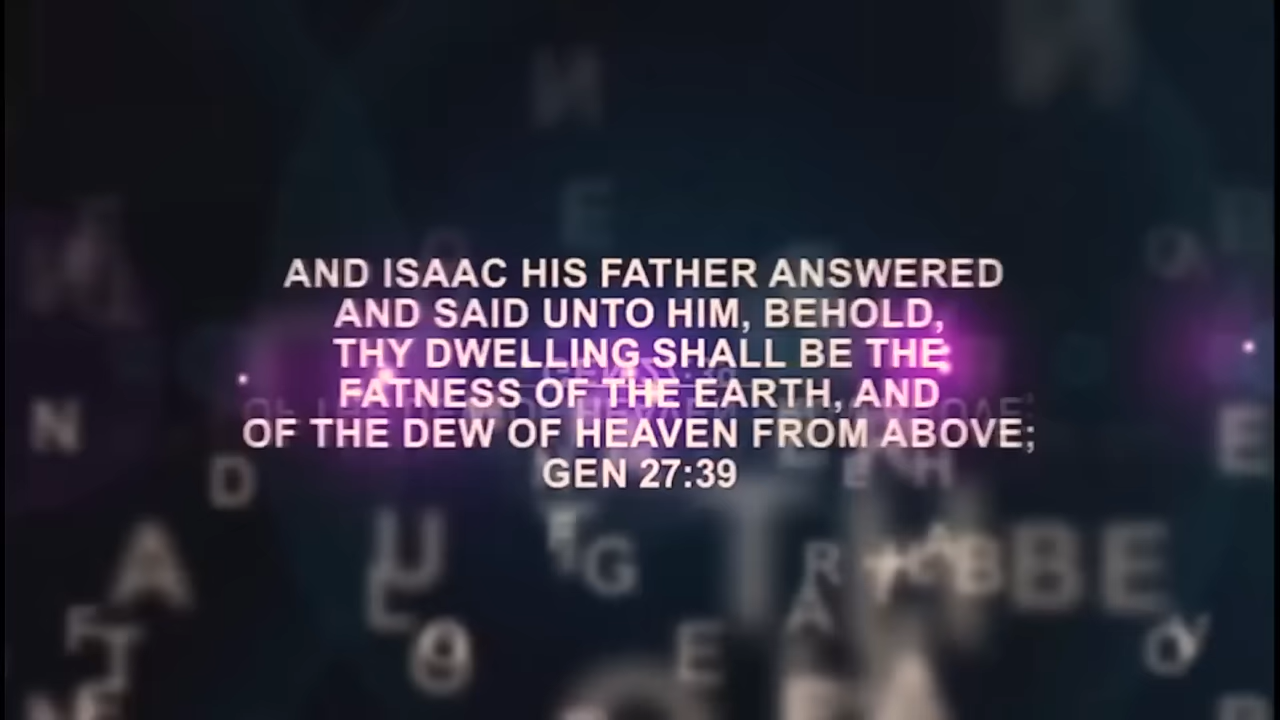 AND ISAAC HIS FATHER ANSWERED
AND SAID UNTO HIM, BEHOLD,
THY DWELLING SHALL BE THE
FATNESS OF THE EARTH, AND
OF THE DEW OF HEAVEN FROM ABOVE;
GEN 27:39